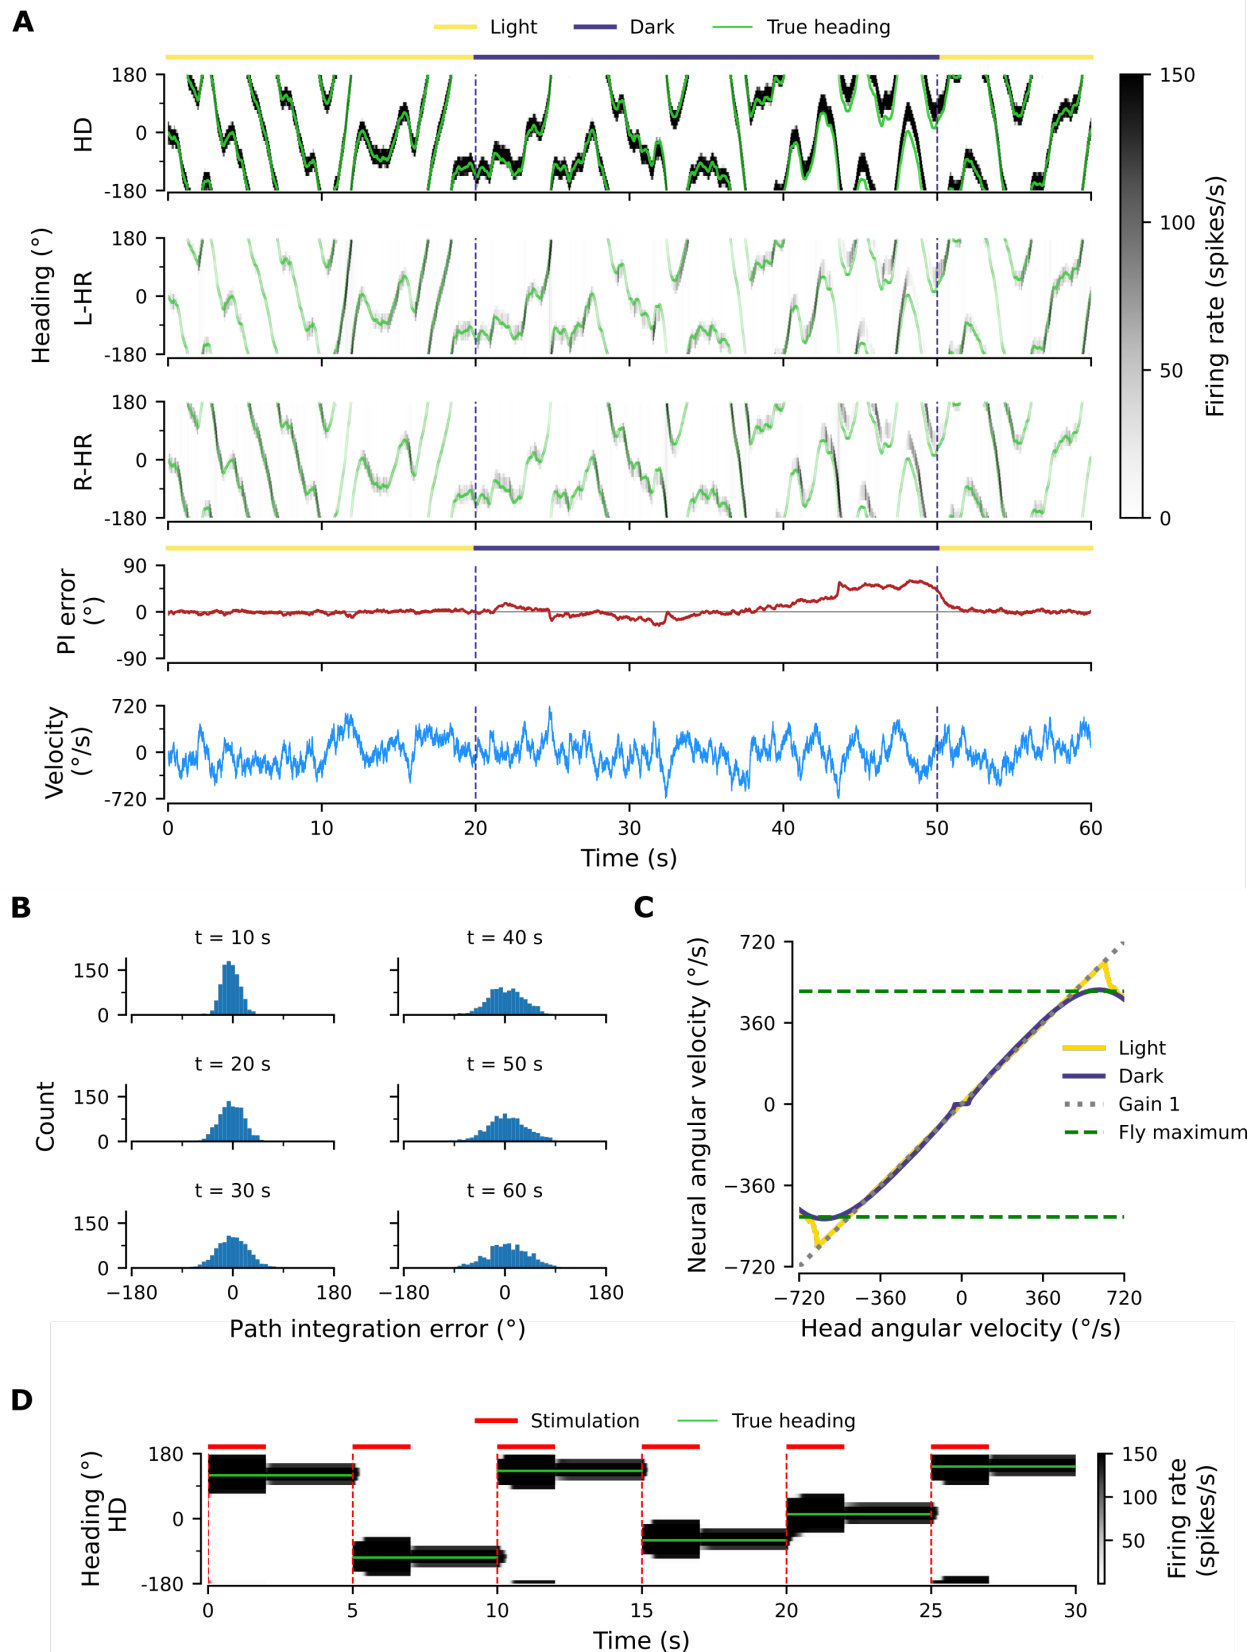 A
Light Dark True heading
180
0
-180
HD
180
0
-180
L-HR
Heading (°)
180
0
-180
R-HR
150
100
50
0
Firing rate (spikes/s)
90
0
-90
PI error
(°)
720
0
-720
Velocity
(°/s)
0 10 20 30 40 50 60
Time (s)
B
t = 10 s t = 40 s
150
0
t = 20 s t = 50 s
150
0
t = 30 s t = 60 s
150
0
Count
−180 0 180 −180 0 180
Path integration error (°)
C
720
360
0
−360
−720
Neural angular velocity (°/s)
Light
Dark
Gain 1
Fly maximum
−720 −360 0 360 720
Head angular velocity (°/s)
D
Stimulation True heading
180
0
-180
Heading (°)
HD
150
100
50
Firing rate
(spikes/s)
0 5 10 15 20 25 30
Time (s)